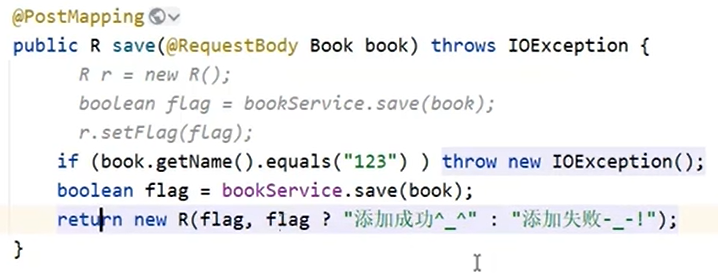 @PostMapping
public R save(@RequestBody Book book) throws IOException {
R r = new R();
boolean flag = bookService.save(book);
r.setFlag(flag);
if (book.getName().equals("123") ) throw new IOException();
boolean flag = bookService.save(book);
return new R(flag, flag ? "添加成功^_^" : "添加失败-_-!");
}